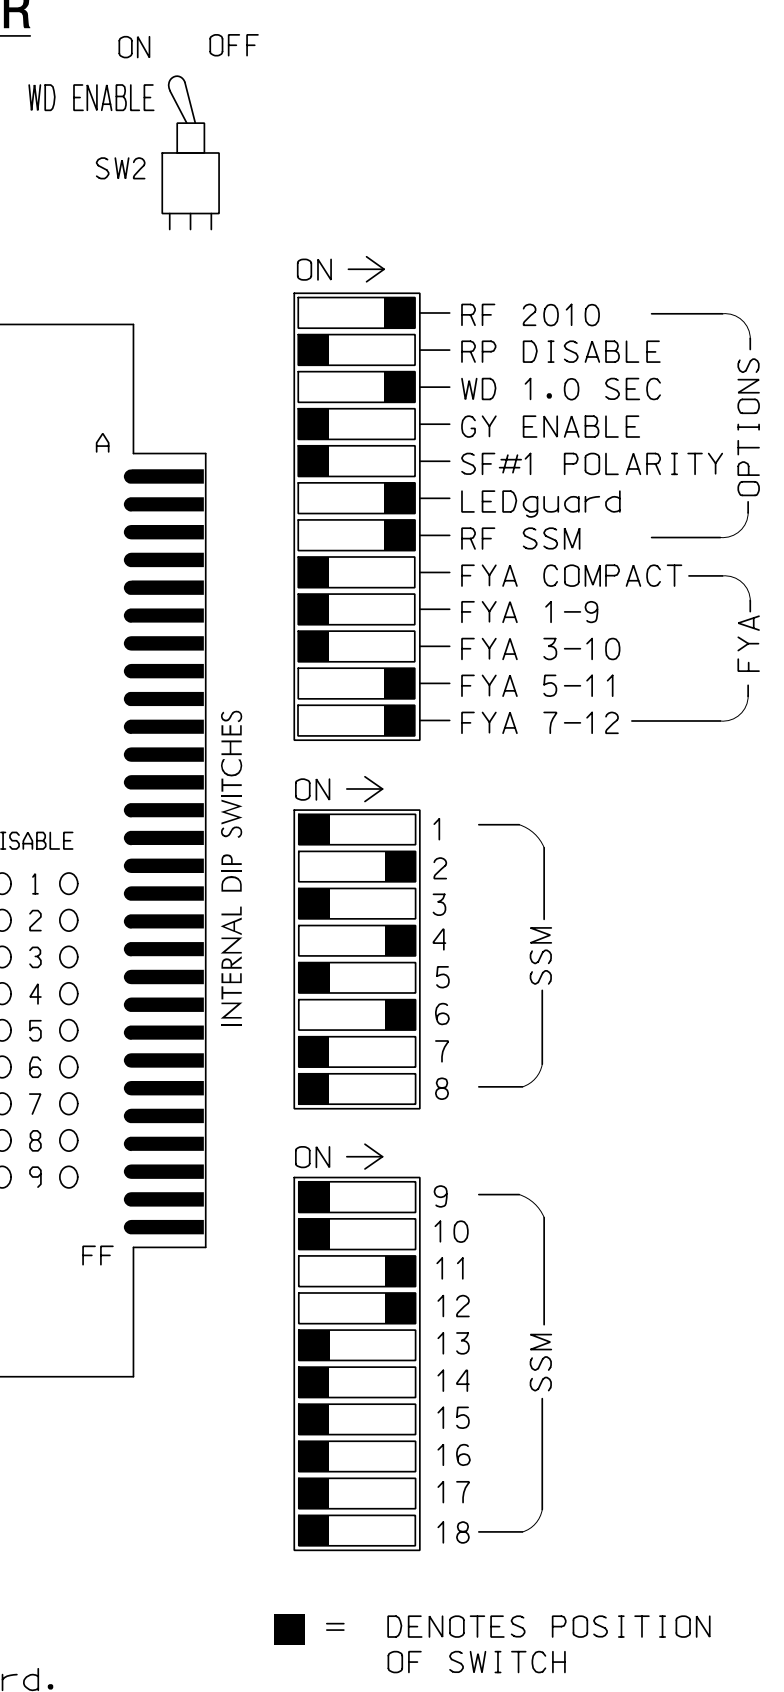 R
ON OFF
WD ENABLE
SW2
ON
RF 2010
RP DISABLE
WD 1.0 SEC
GY ENABLE
SF#1 POLARITY
LEDguard
RF SSM
OPTIONS
FYA COMPACT
FYA 1-9
FYA 3-10
FYA 5-11
FYA 7-12
FYA
A
INTERNAL DIP SWITCHES
ISABLE
1
2
3
4
5
6
7
8
9
FF
ON
1
2
3
4
5
6
7
8
SSM
ON
9
10
11
12
13
14
15
16
17
18
SSM
= DENOTES POSITION
OF SWITCH
rd.